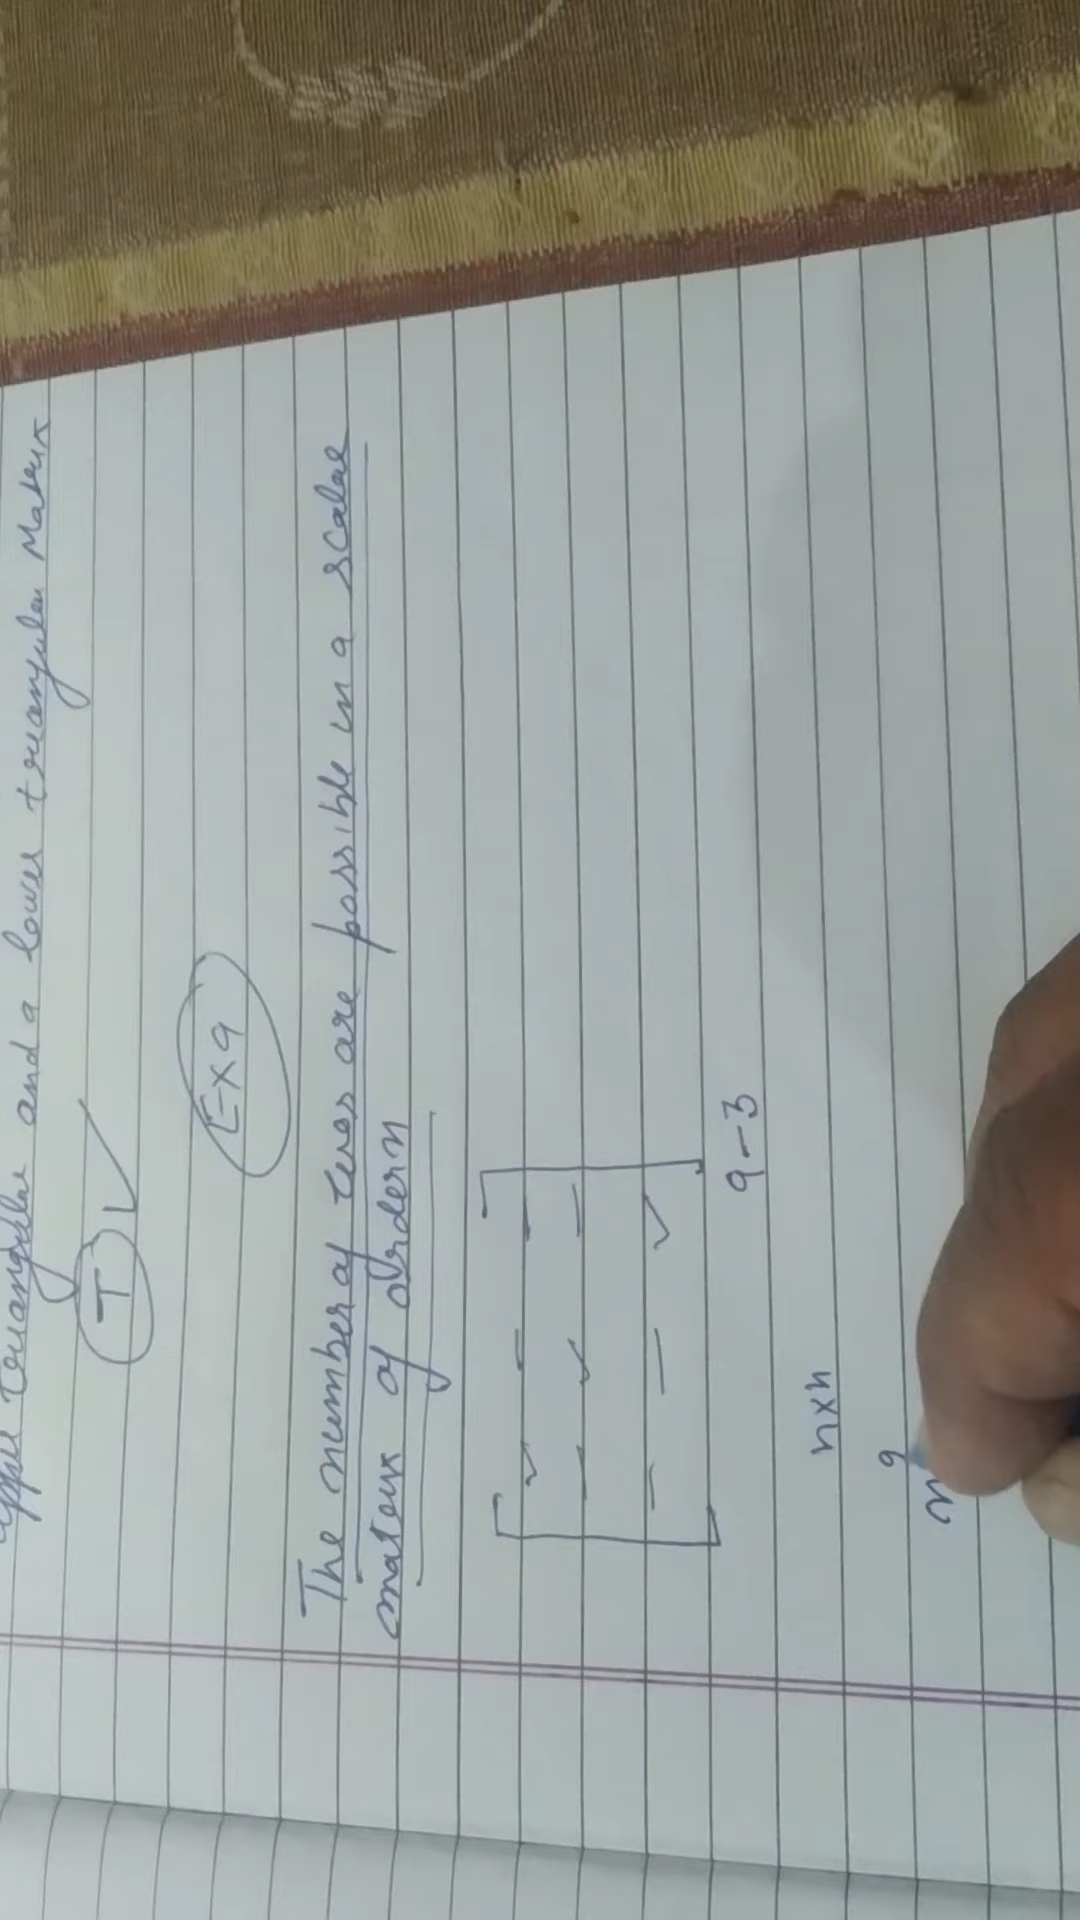 triangular and a lower triangular Matrix
T
Ex 9
The number of zeros are possible in a scalar
matrix of order n
9-3
nxn
n